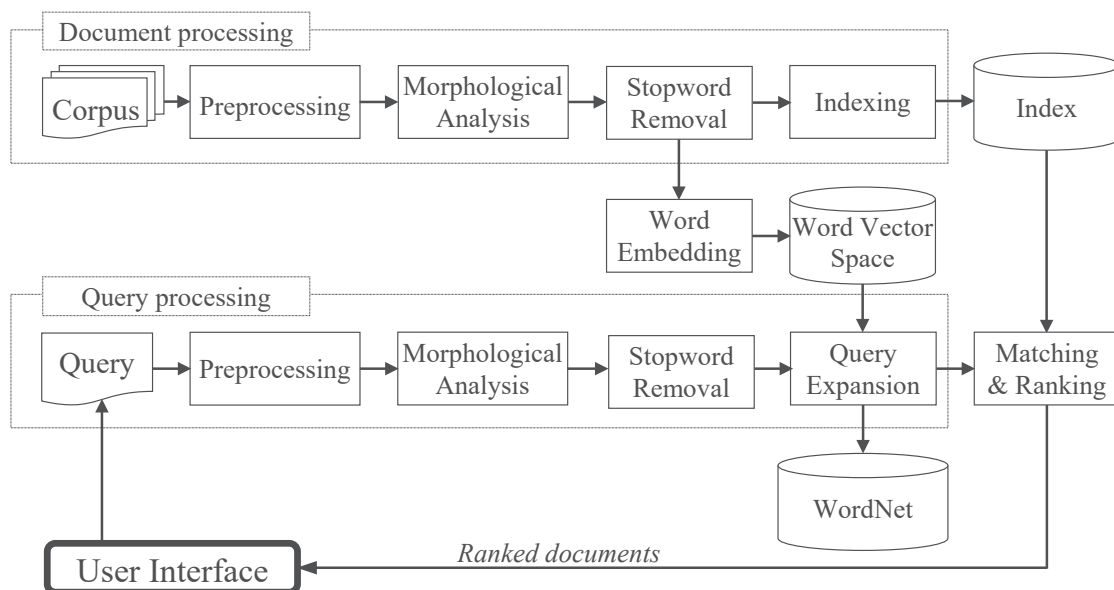 Document processing
Corpus
Preprocessing
Morphological
Analysis
Stopword
Removal
Indexing
Index
Word
Embedding
Word Vector
Space
Query processing
Query
Preprocessing
Morphological
Analysis
Stopword
Removal
Query
Expansion
Matching
& Ranking
WordNet
Ranked documents
User Interface